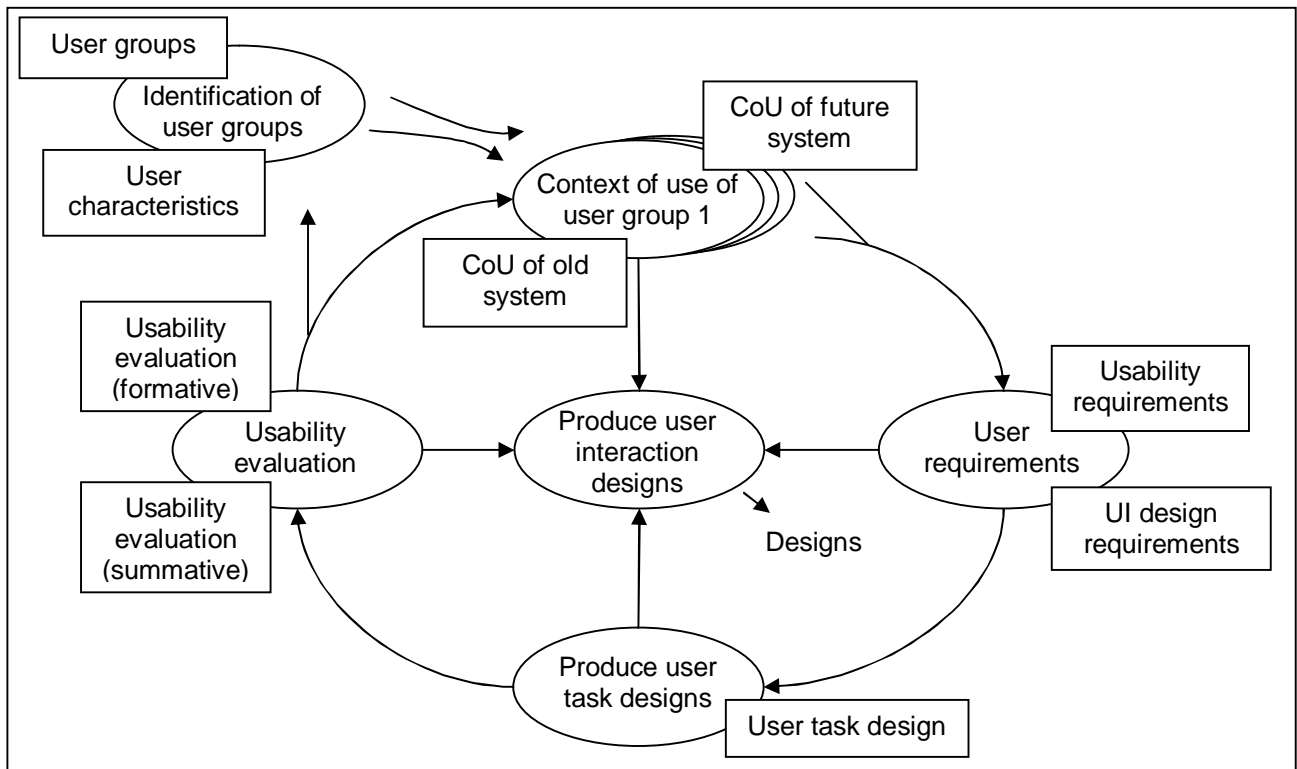 User groups
Identification of
user groups
User
characteristics
CoU of future
system
Context of use of
user group 1
CoU of old
system
Usability
evaluation
(formative)
Usability
evaluation
Usability
evaluation
(summative)
Produce user
interaction
designs
Designs
Usability
requirements
User
requirements
UI design
requirements
Produce user
task designs
User task design